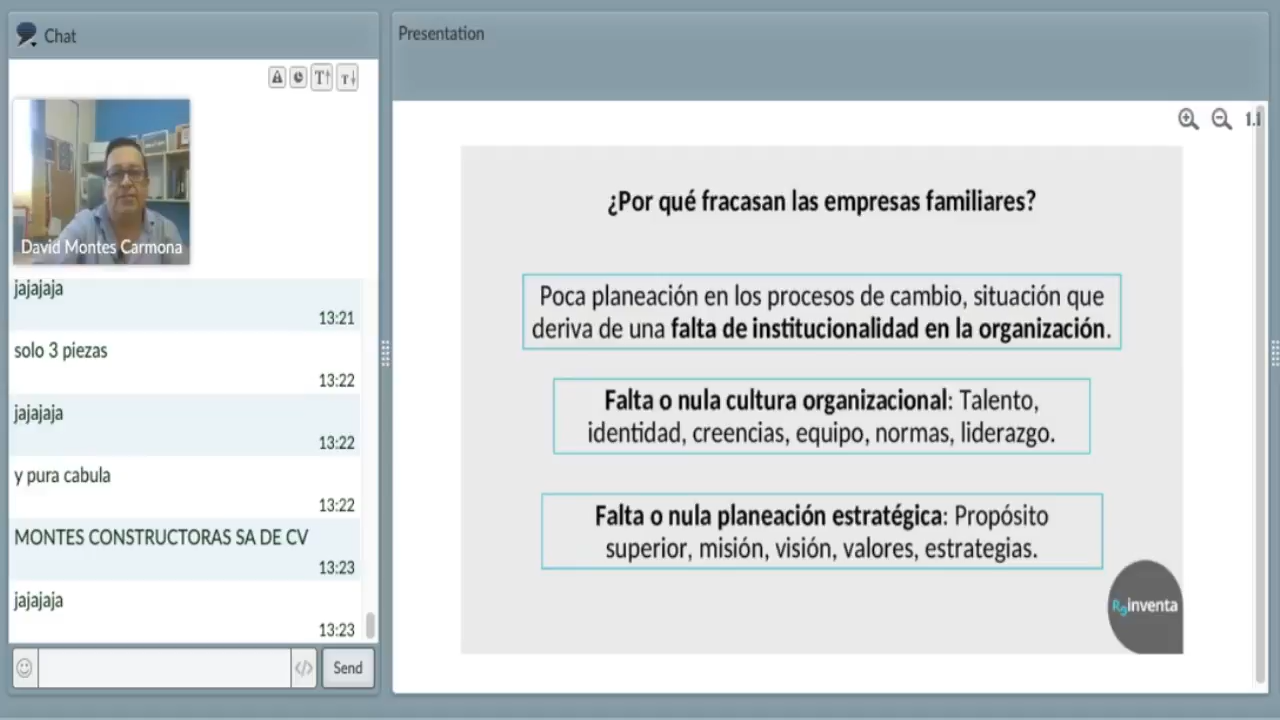 Chat
David Montes Carmona
jajajaja
13:21
solo 3 piezas
13:22
jajajaja
13:22
y pura cabula
13:22
MONTES CONSTRUCTORAS SA DE CV
13:23
jajajaja
13:23
Send
Presentation
1:1
¿Por qué fracasan las empresas familiares?
Poca planeación en los procesos de cambio, situación que
deriva de una falta de institucionalidad en la organización.
Falta o nula cultura organizacional: Talento,
identidad, creencias, equipo, normas, liderazgo.
Falta o nula planeación estratégica: Propósito
superior, misión, visión, valores, estrategias.
Reinventa